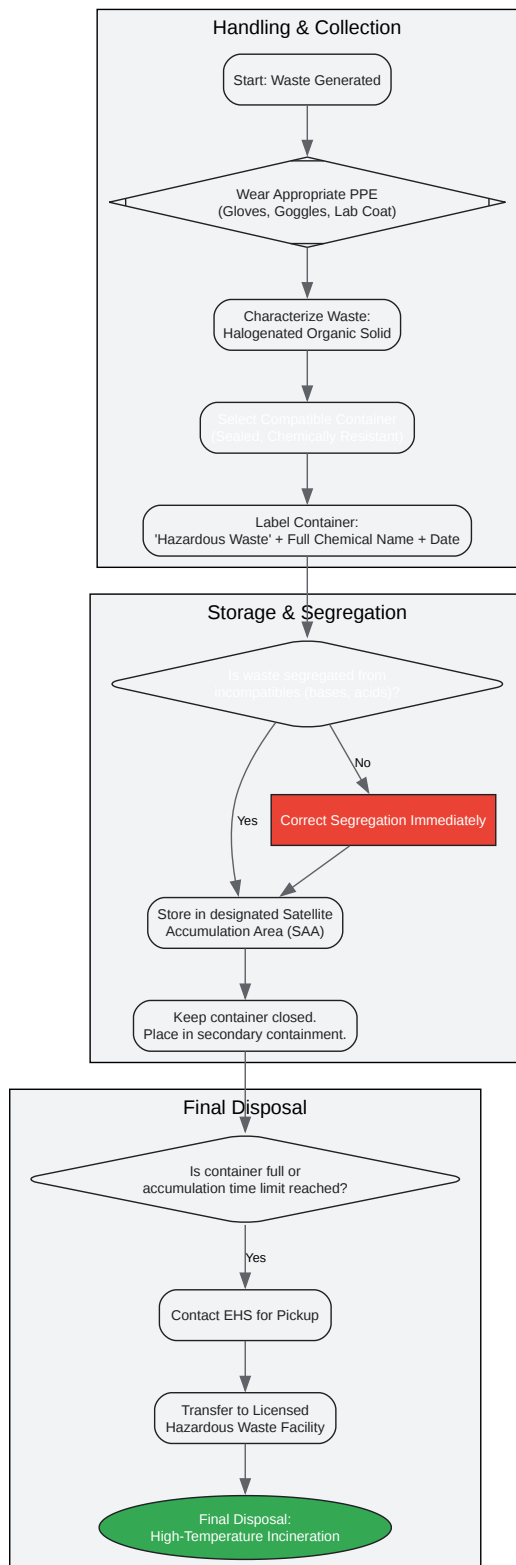 Handling & Collection
Start: Waste Generated
Wear Appropriate PPE
(Gloves, Goggles, Lab Coat)
Characterize Waste:
Halogenated Organic Solid
Select Compatible Container
(Sealed, Chemically Resistant)
Label Container:
'Hazardous Waste' + Full Chemical Name + Date
Storage & Segregation
Is waste segregated from
incompatibles (bases, acids)?
No
Yes
Correct Segregation Immediately
Store in designated Satellite
Accumulation Area (SAA)
Keep container closed.
Place in secondary containment.
Final Disposal
Is container full or
accumulation time limit reached?
Yes
Contact EHS for Pickup
Transfer to Licensed
Hazardous Waste Facility
Final Disposal:
High-Temperature Incineration